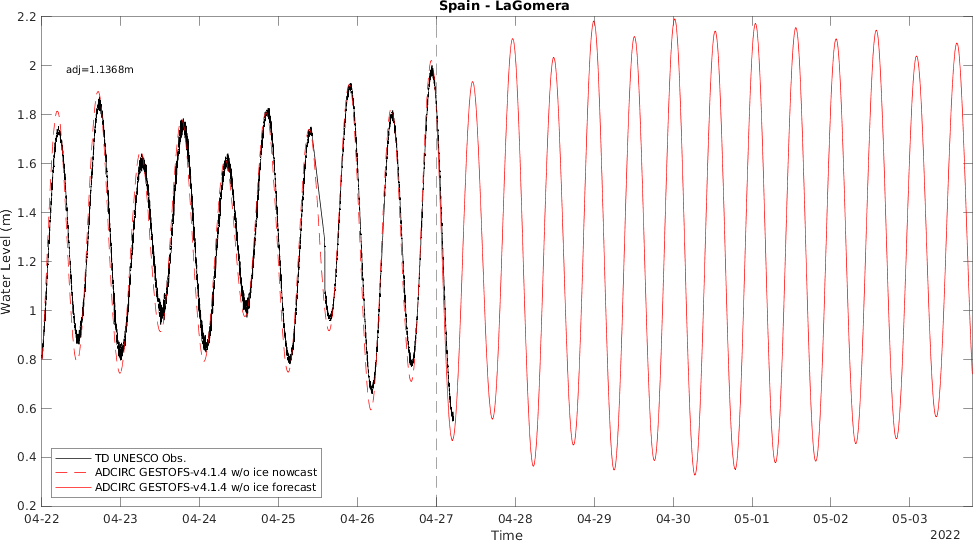 Spain - LaGomera
adj=1.1368m
Water Level (m)
2.2
2
1.8
1.6
1.4
1.2
1
0.8
0.6
0.4
0.2
TD UNESCO Obs.
ADCIRC GESTOFS-v4.1.4 w/o ice nowcast
ADCIRC GESTOFS-v4.1.4 w/o ice forecast
04-22 04-23 04-24 04-25 04-26 04-27 04-28 04-29 04-30 05-01 05-02 05-03
Time
2022